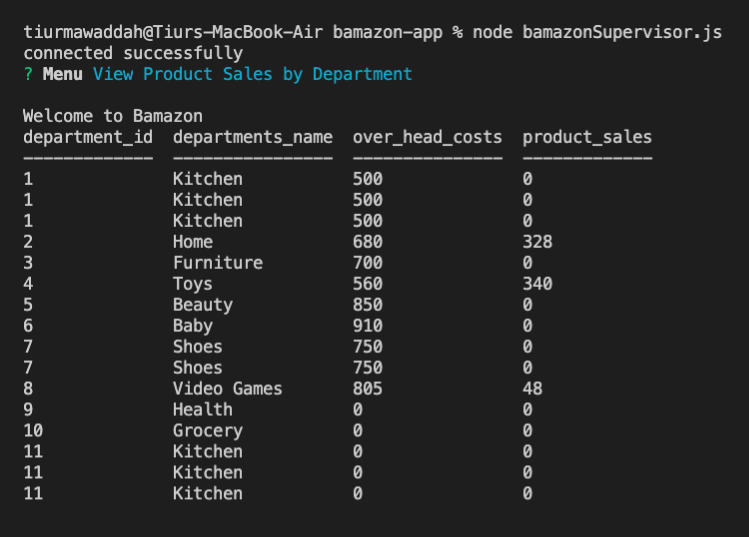 tiurmawaddah@Tiurs-MacBook-Air bamazon-app % node bamazonSupervisor.js
connected successfully
? Menu View Product Sales by Department
Welcome to Bamazon
department_id departments_name over_head_costs product_sales
------------- ---------------- --------------- -------------
1 Kitchen 500 0
1 Kitchen 500 0
1 Kitchen 500 0
2 Home 680 328
3 Furniture 700 0
4 Toys 560 340
5 Beauty 850 0
6 Baby 910 0
7 Shoes 750 0
7 Shoes 750 0
8 Video Games 805 48
9 Health 0 0
10 Grocery 0 0
11 Kitchen 0 0
11 Kitchen 0 0
11 Kitchen 0 0